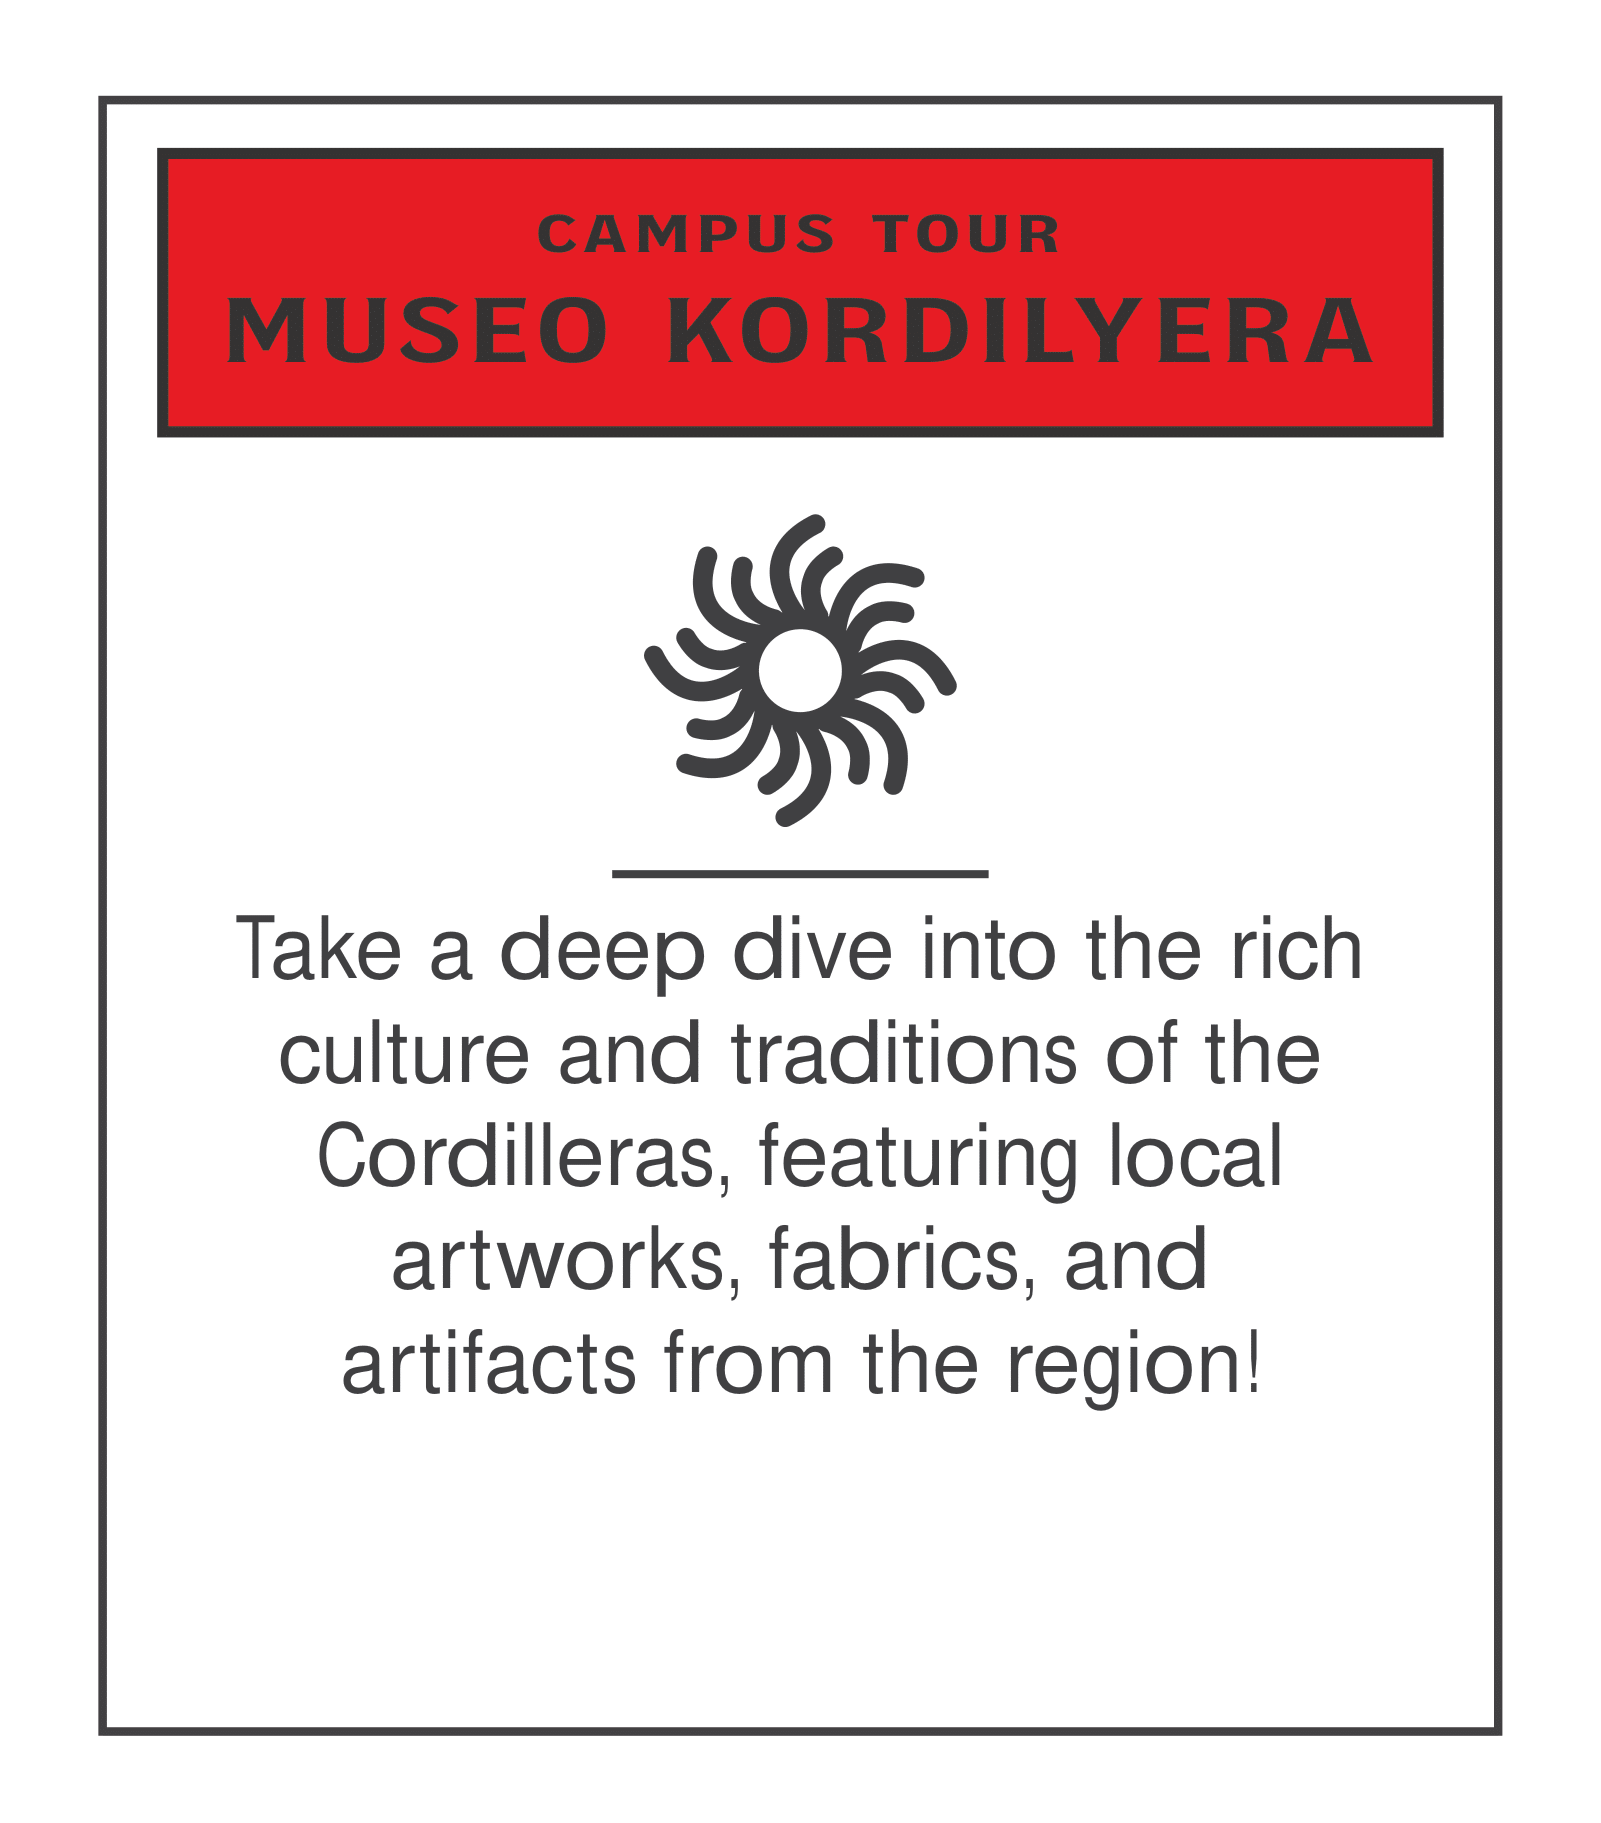 CAMPUS TOUR
MUSEO KORDILYERA
Take a deep dive into the rich
culture and traditions of the
Cordilleras, featuring local
artworks, fabrics, and
artifacts from the region!